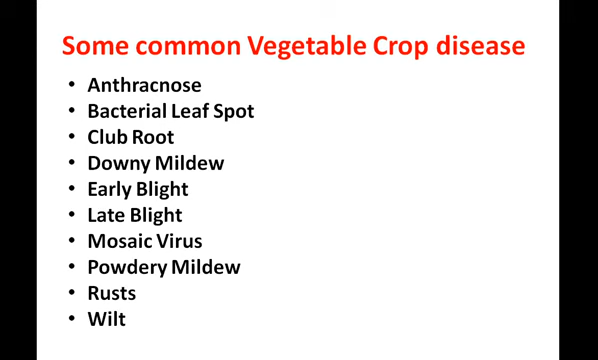 Some common Vegetable Crop disease
• Anthracnose
• Bacterial Leaf Spot
• Club Root
• Downy Mildew
• Early Blight
• Late Blight
• Mosaic Virus
• Powdery Mildew
• Rusts
• Wilt